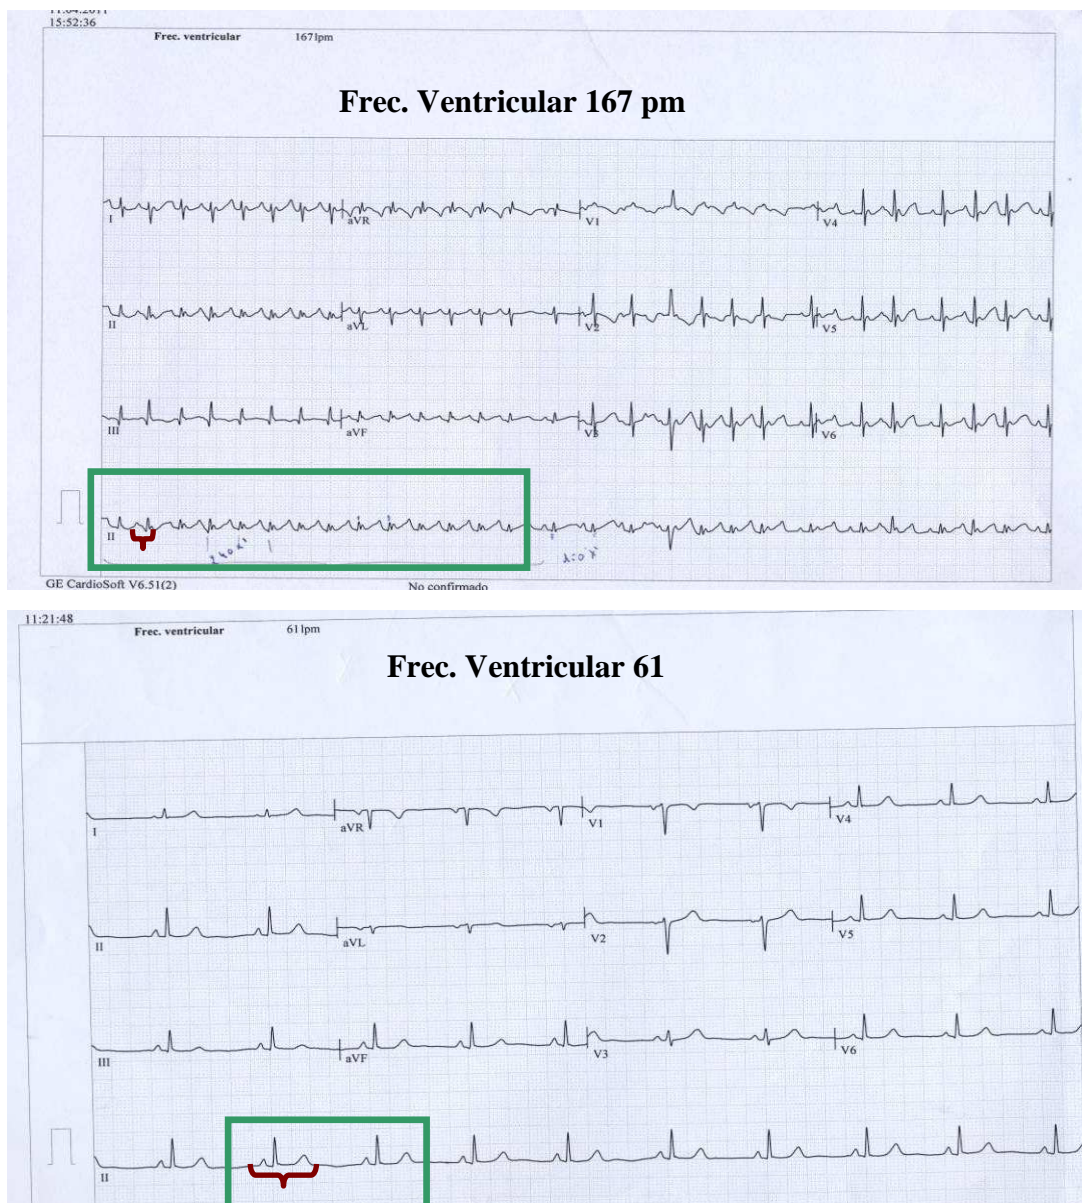 15:52:36
Frec. ventricular 167lpm
Frec. Ventricular 167 pm
I aVR V1 V4
II aVL V2 V5
III aVF V3 V6
II
GE CardioSoft V6.51(2) No confirmado
11:21:48
Frec. ventricular 61lpm
Frec. Ventricular 61
I aVR V1 V4
II aVL V2 V5
III aVF V3 V6
II